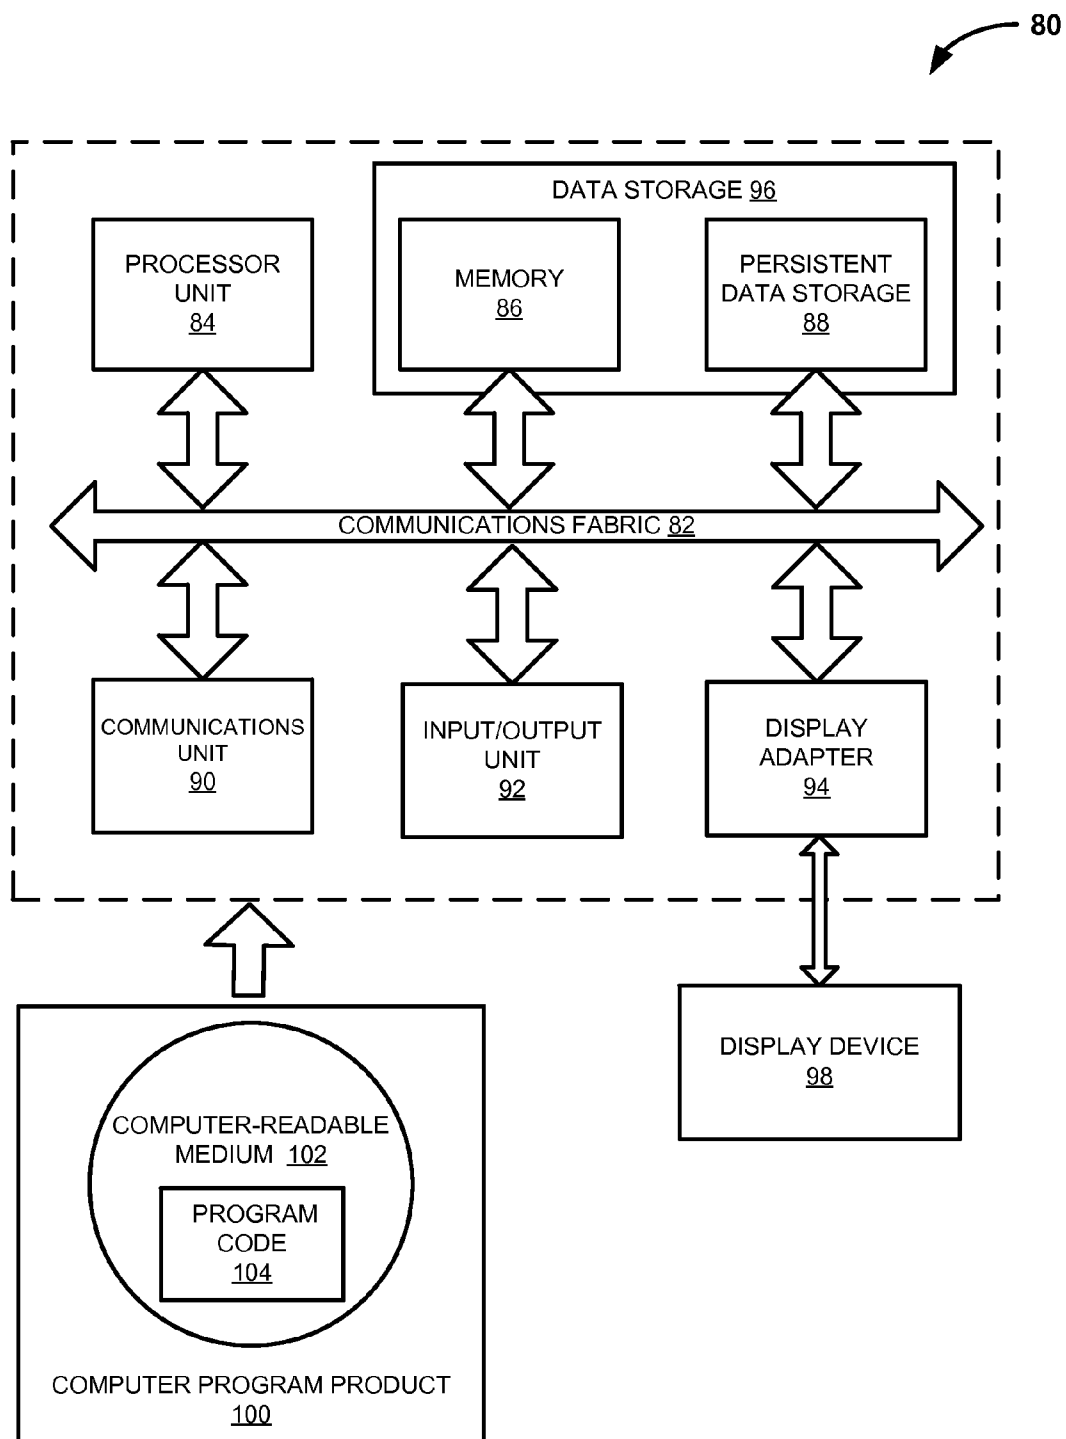 80
DATA STORAGE 96
PROCESSOR
UNIT
84
MEMORY
86
PERSISTENT
DATA STORAGE
88
COMMUNICATIONS FABRIC 82
COMMUNICATIONS
UNIT
90
INPUT/OUTPUT
UNIT
92
DISPLAY
ADAPTER
94
DISPLAY DEVICE
98
COMPUTER-READABLE
MEDIUM 102
PROGRAM
CODE
104
COMPUTER PROGRAM PRODUCT
100